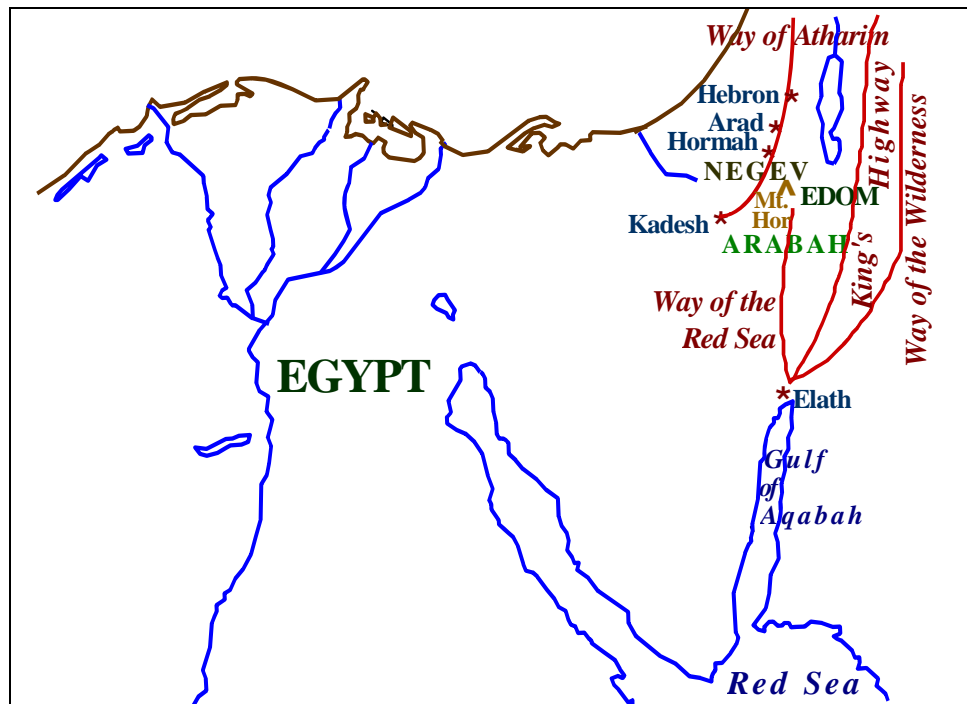 Way of Atharim
Hebron
Arad
Hormah
NEGEV
Mt.
Hor
EDOM
Kadesh
ARABAH
King's Highway
Way of the Wilderness
Way of the
Red Sea
EGYPT
Elath
Gulf
of
Aqabah
Red Sea